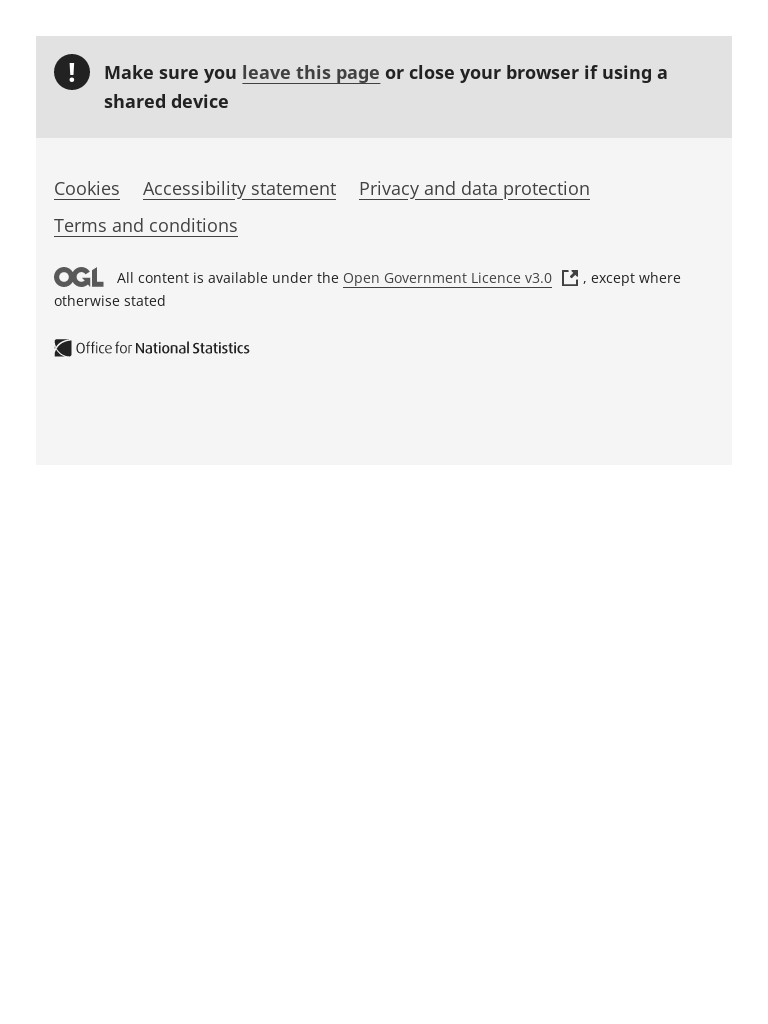 Make sure you leave this page or close your browser if using a
shared device
Cookies Accessibility statement Privacy and data protection
Terms and conditions
OGL All content is available under the Open Government Licence v3.0 , except where
otherwise stated
Office for National Statistics